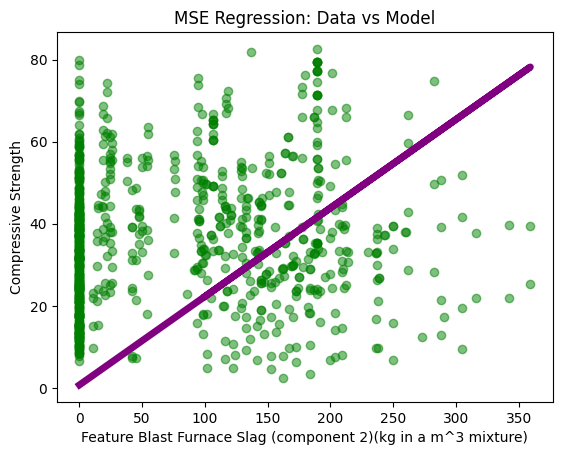 MSE Regression: Data vs Model
80
60
40
20
0
Compressive Strength
0 50 100 150 200 250 300 350
Feature Blast Furnace Slag (component 2)(kg in a m^3 mixture)